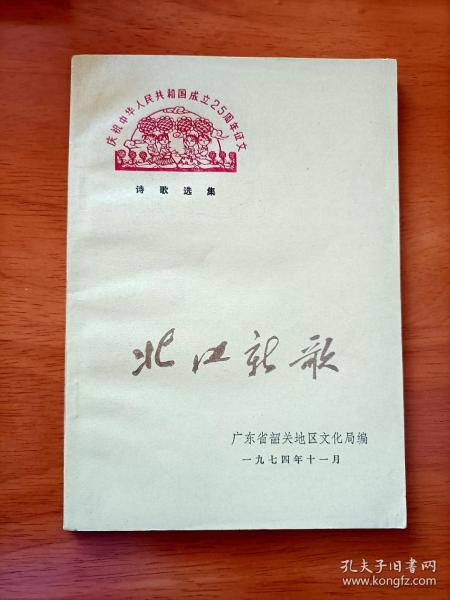 庆祝中华人民共和国成立25周年征文
诗歌选集
北江新歌
广东省韶关地区文化局编
一九七四年十一月
孔夫子旧书网
www.kongfz.com